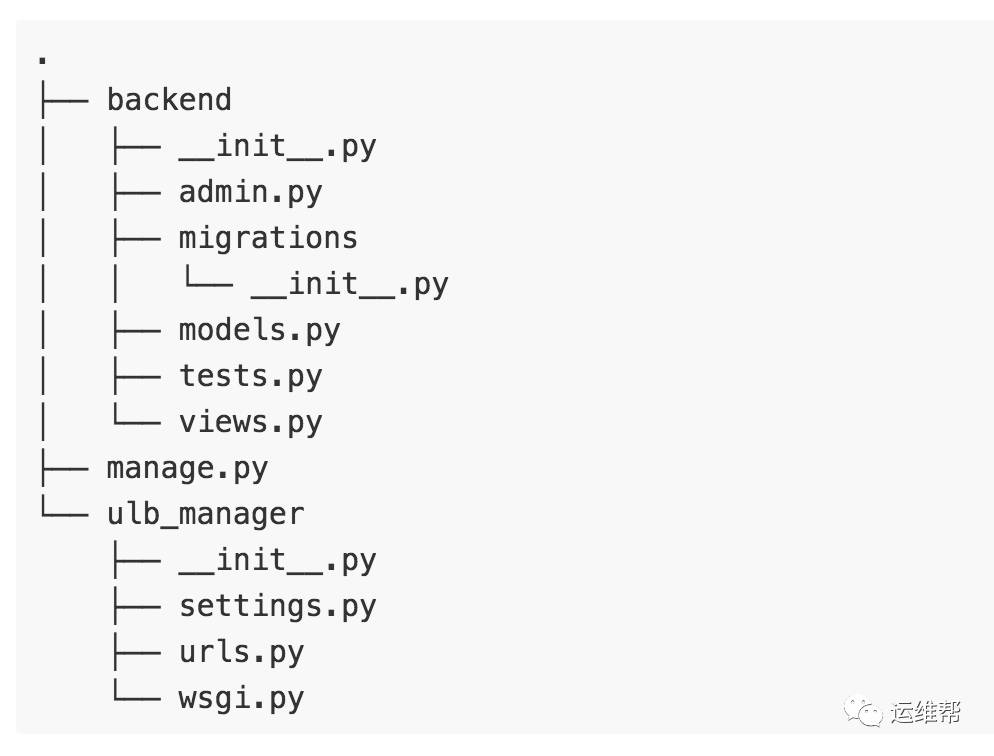 .
├── backend
│   ├── __init__.py
│   ├── admin.py
│   ├── migrations
│   │   └── __init__.py
│   ├── models.py
│   ├── tests.py
│   └── views.py
├── manage.py
└── ulb_manager
    ├── __init__.py
    ├── settings.py
    ├── urls.py
    └── wsgi.py
运维帮